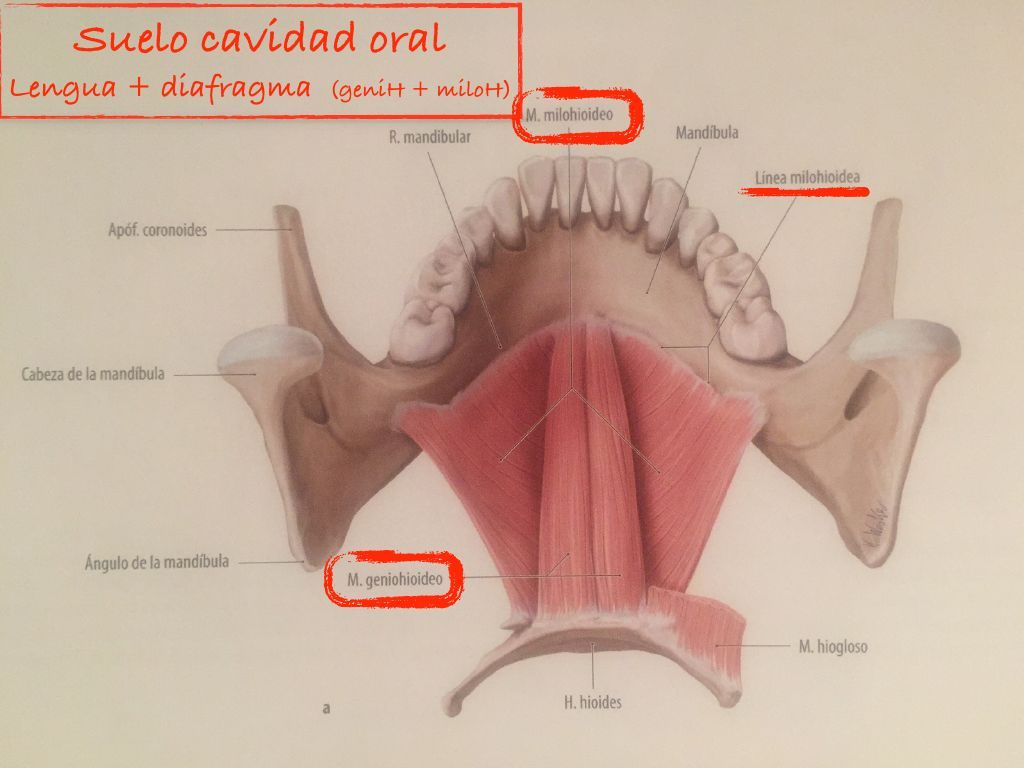 Suelo cavidad oral
Lengua + diafragma (geniH + miloH)
M. milohioideo
R. mandibular
Mandíbula
Línea milohioidea
Apóf. coronoides
Cabeza de la mandíbula
Ángulo de la mandíbula
M. geniohioideo
M. hiogloso
H. hioides
a